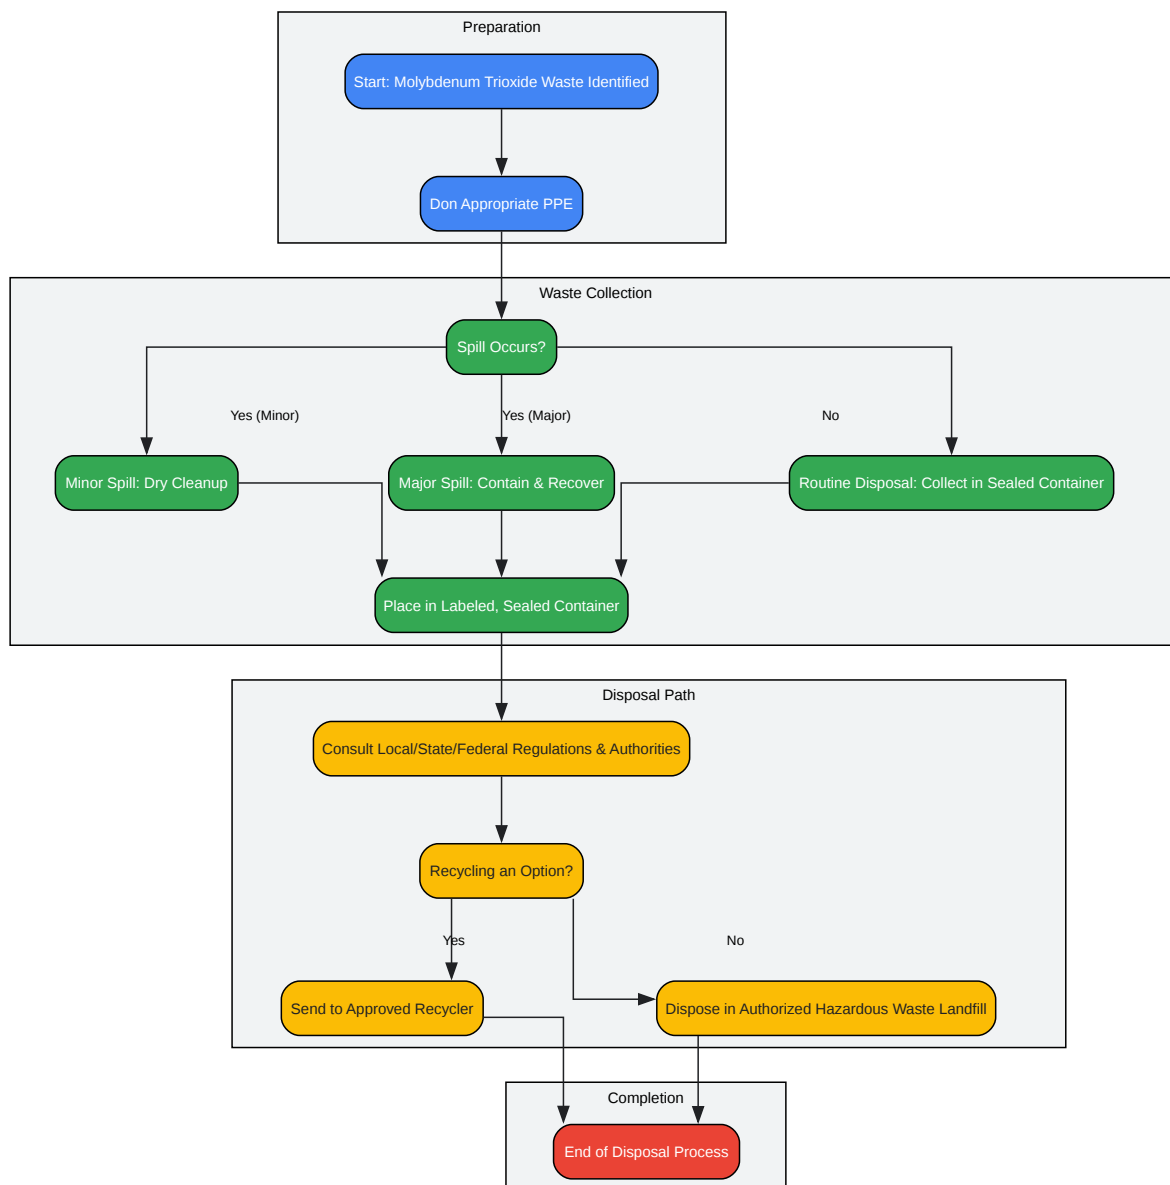 Preparation
Start: Molybdenum Trioxide Waste Identified
Don Appropriate PPE
Waste Collection
Spill Occurs?
Yes (Minor)
Yes (Major)
No
Minor Spill: Dry Cleanup
Major Spill: Contain & Recover
Routine Disposal: Collect in Sealed Container
Place in Labeled, Sealed Container
Disposal Path
Consult Local/State/Federal Regulations & Authorities
Recycling an Option?
Yes
No
Send to Approved Recycler
Dispose in Authorized Hazardous Waste Landfill
Completion
End of Disposal Process